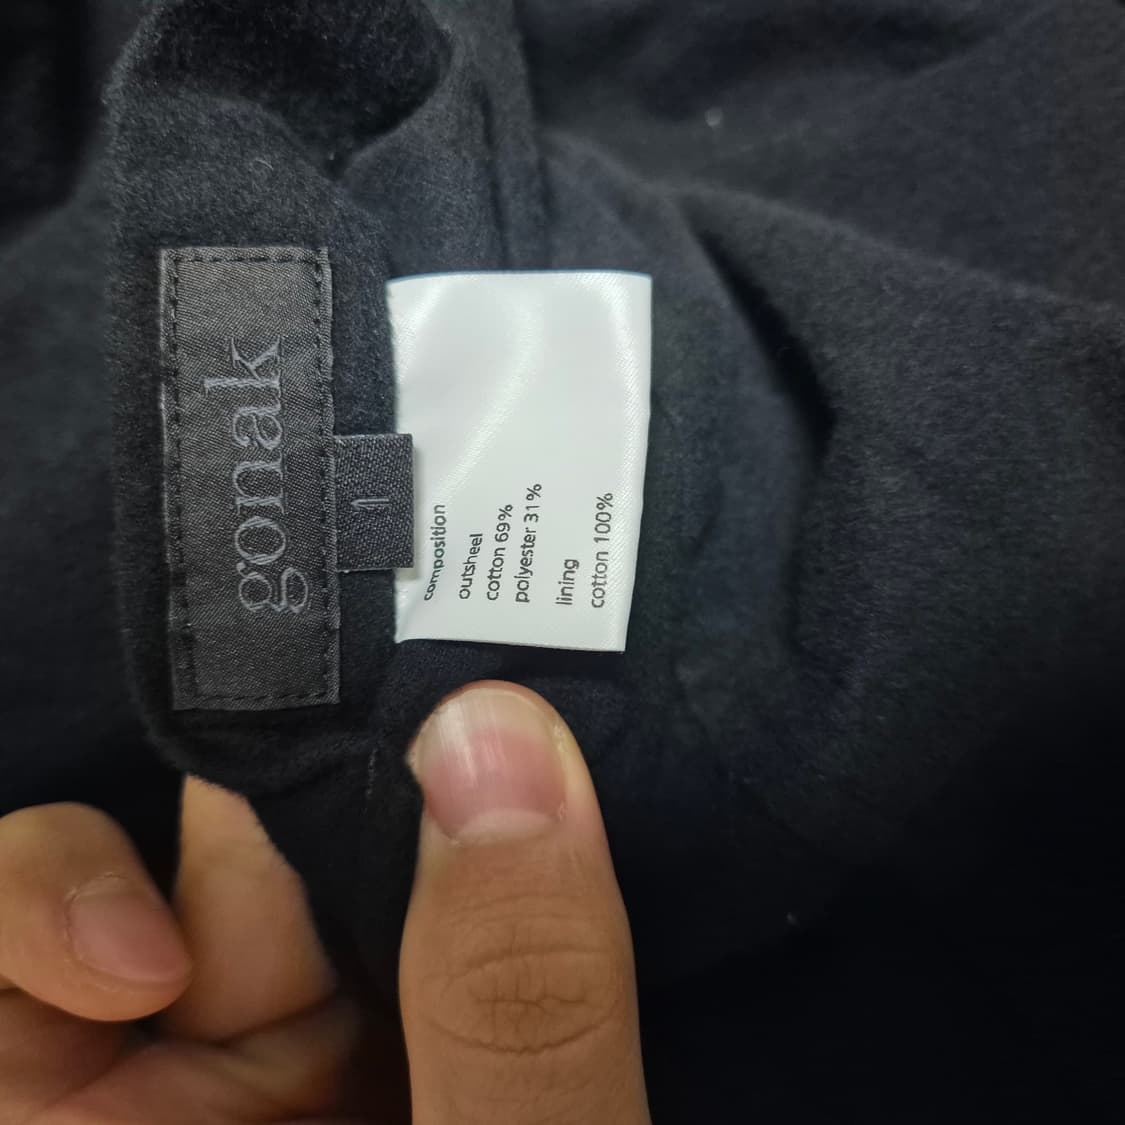 gonak
1
composition
outsheel
cotton 69%
polyester 31%
lining
cotton 100%